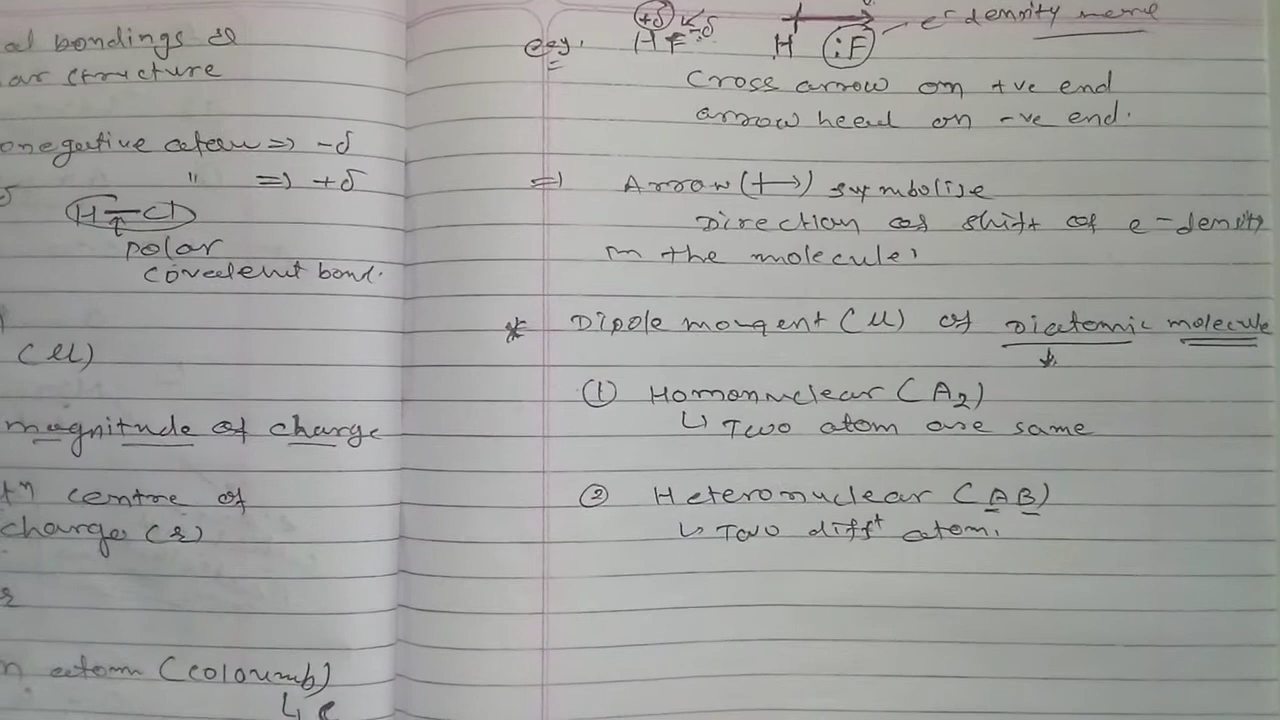 al bondings &
ar structure
onegative atom => -δ
" => +δ
H-Cl
polar
covalent bond.
(μ)
magnitude of charge
tⁿ centre of
charge (r)
r
n atom (coloumb)
eg. +δ -δ
H F H :F e⁻ density more
Cross arrow on +ve end
arrow head on -ve end.
=> Arrow (+→) symbolise
Direction of shift of e-density
in the molecule.
* Dipole moment (μ) of Diatomic molecule
↓
① Homonuclear (A₂)
↳ Two atom are same
② Heteronuclear (AB)
↳ Two diffᵗ atom.